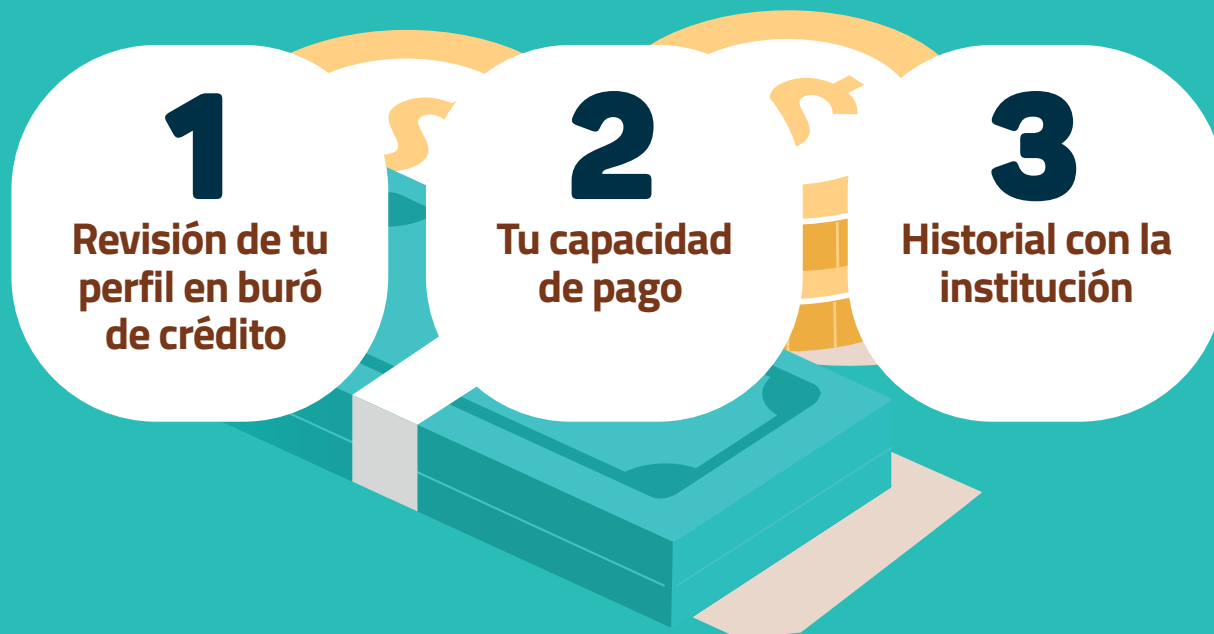 1
Revisión de tu
perfil en buró
de crédito
2
Tu capacidad
de pago
3
Historial con la
institución